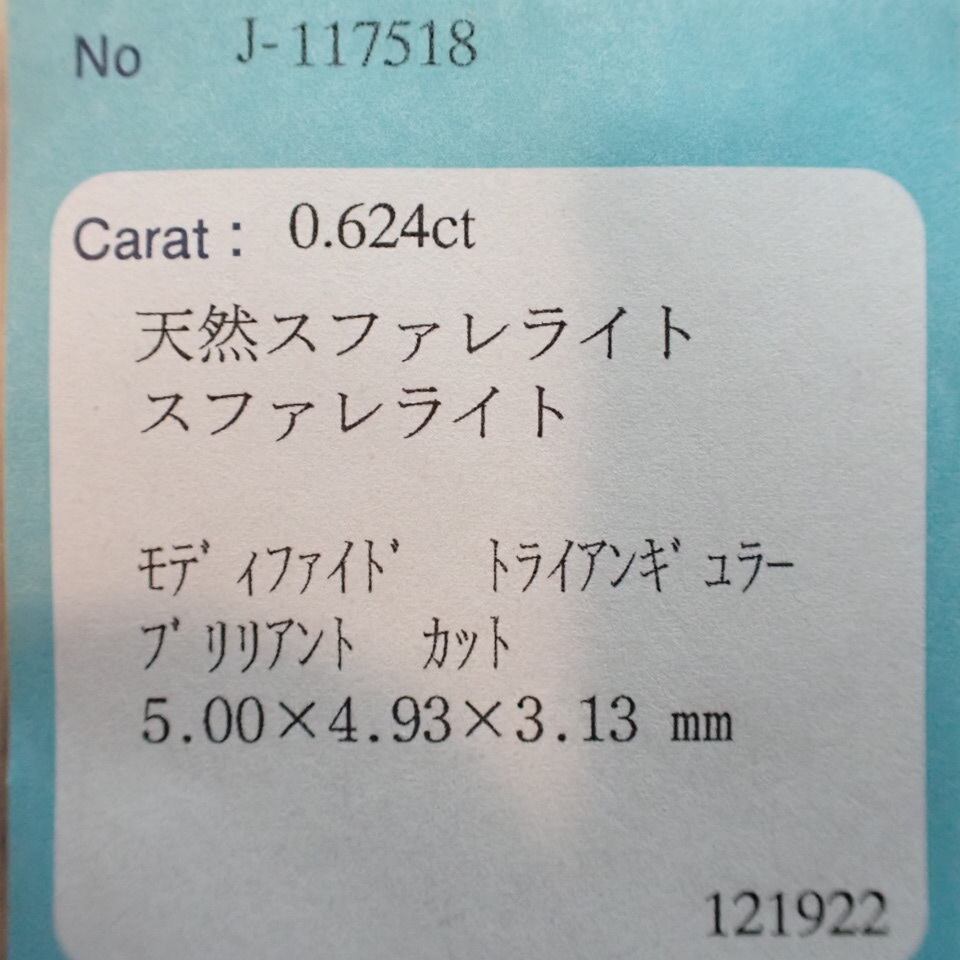 No J-117518
Carat : 0.624ct
天然スファレライト
スファレライト
ﾓﾃﾞｨﾌｧｲﾄﾞ ﾄﾗｲｱﾝｷﾞｭﾗｰ
ﾌﾞﾘﾘｱﾝﾄ ｶｯﾄ
5.00×4.93×3.13 mm
121922